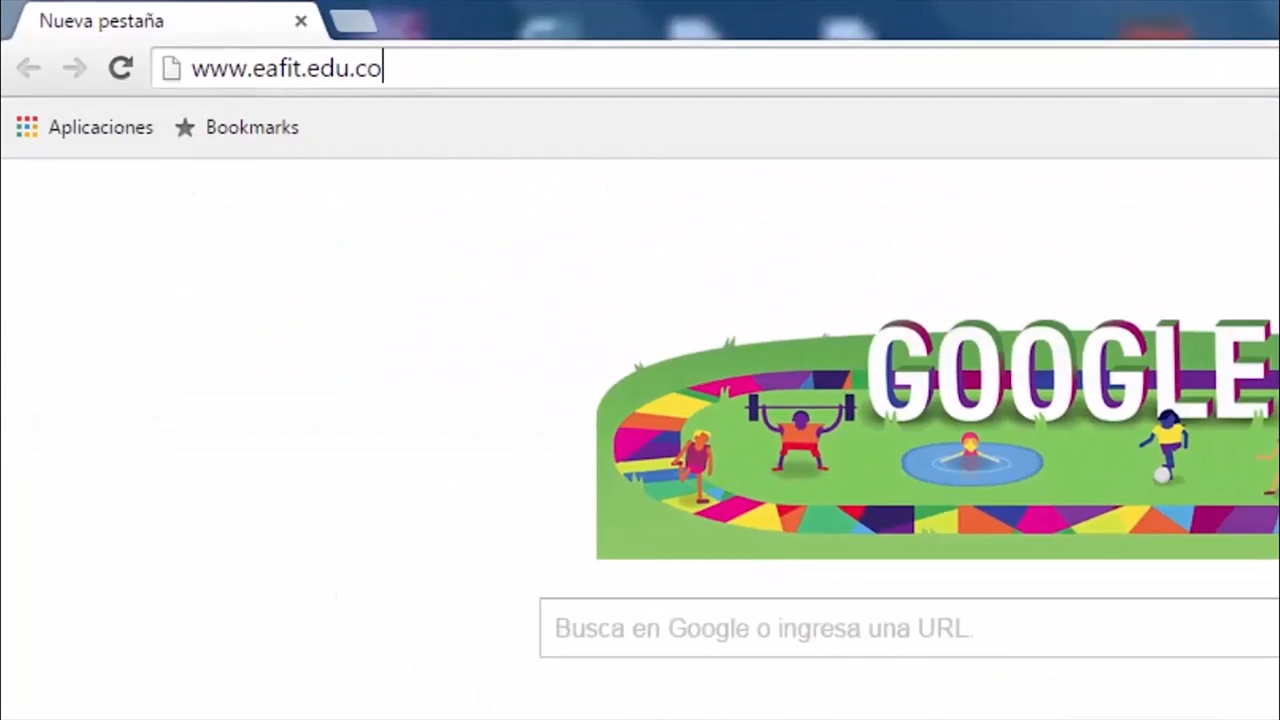 Nueva pestaña
www.eafit.edu.co
Aplicaciones
Bookmarks
GOOGLE
Busca en Google o ingresa una URL.